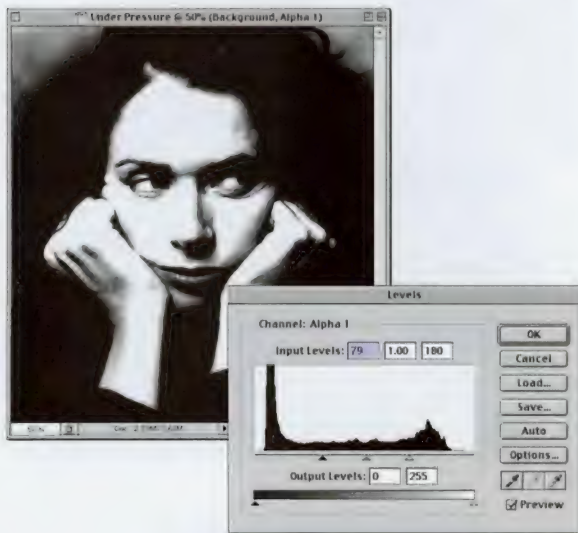 Under Pressure @ 50% (Background, Alpha 1)
Levels
Channel: Alpha 1
Input Levels: 79 1.00 180
OK
Cancel
Load...
Save...
Auto
Options...
Output Levels: 0 255
Preview